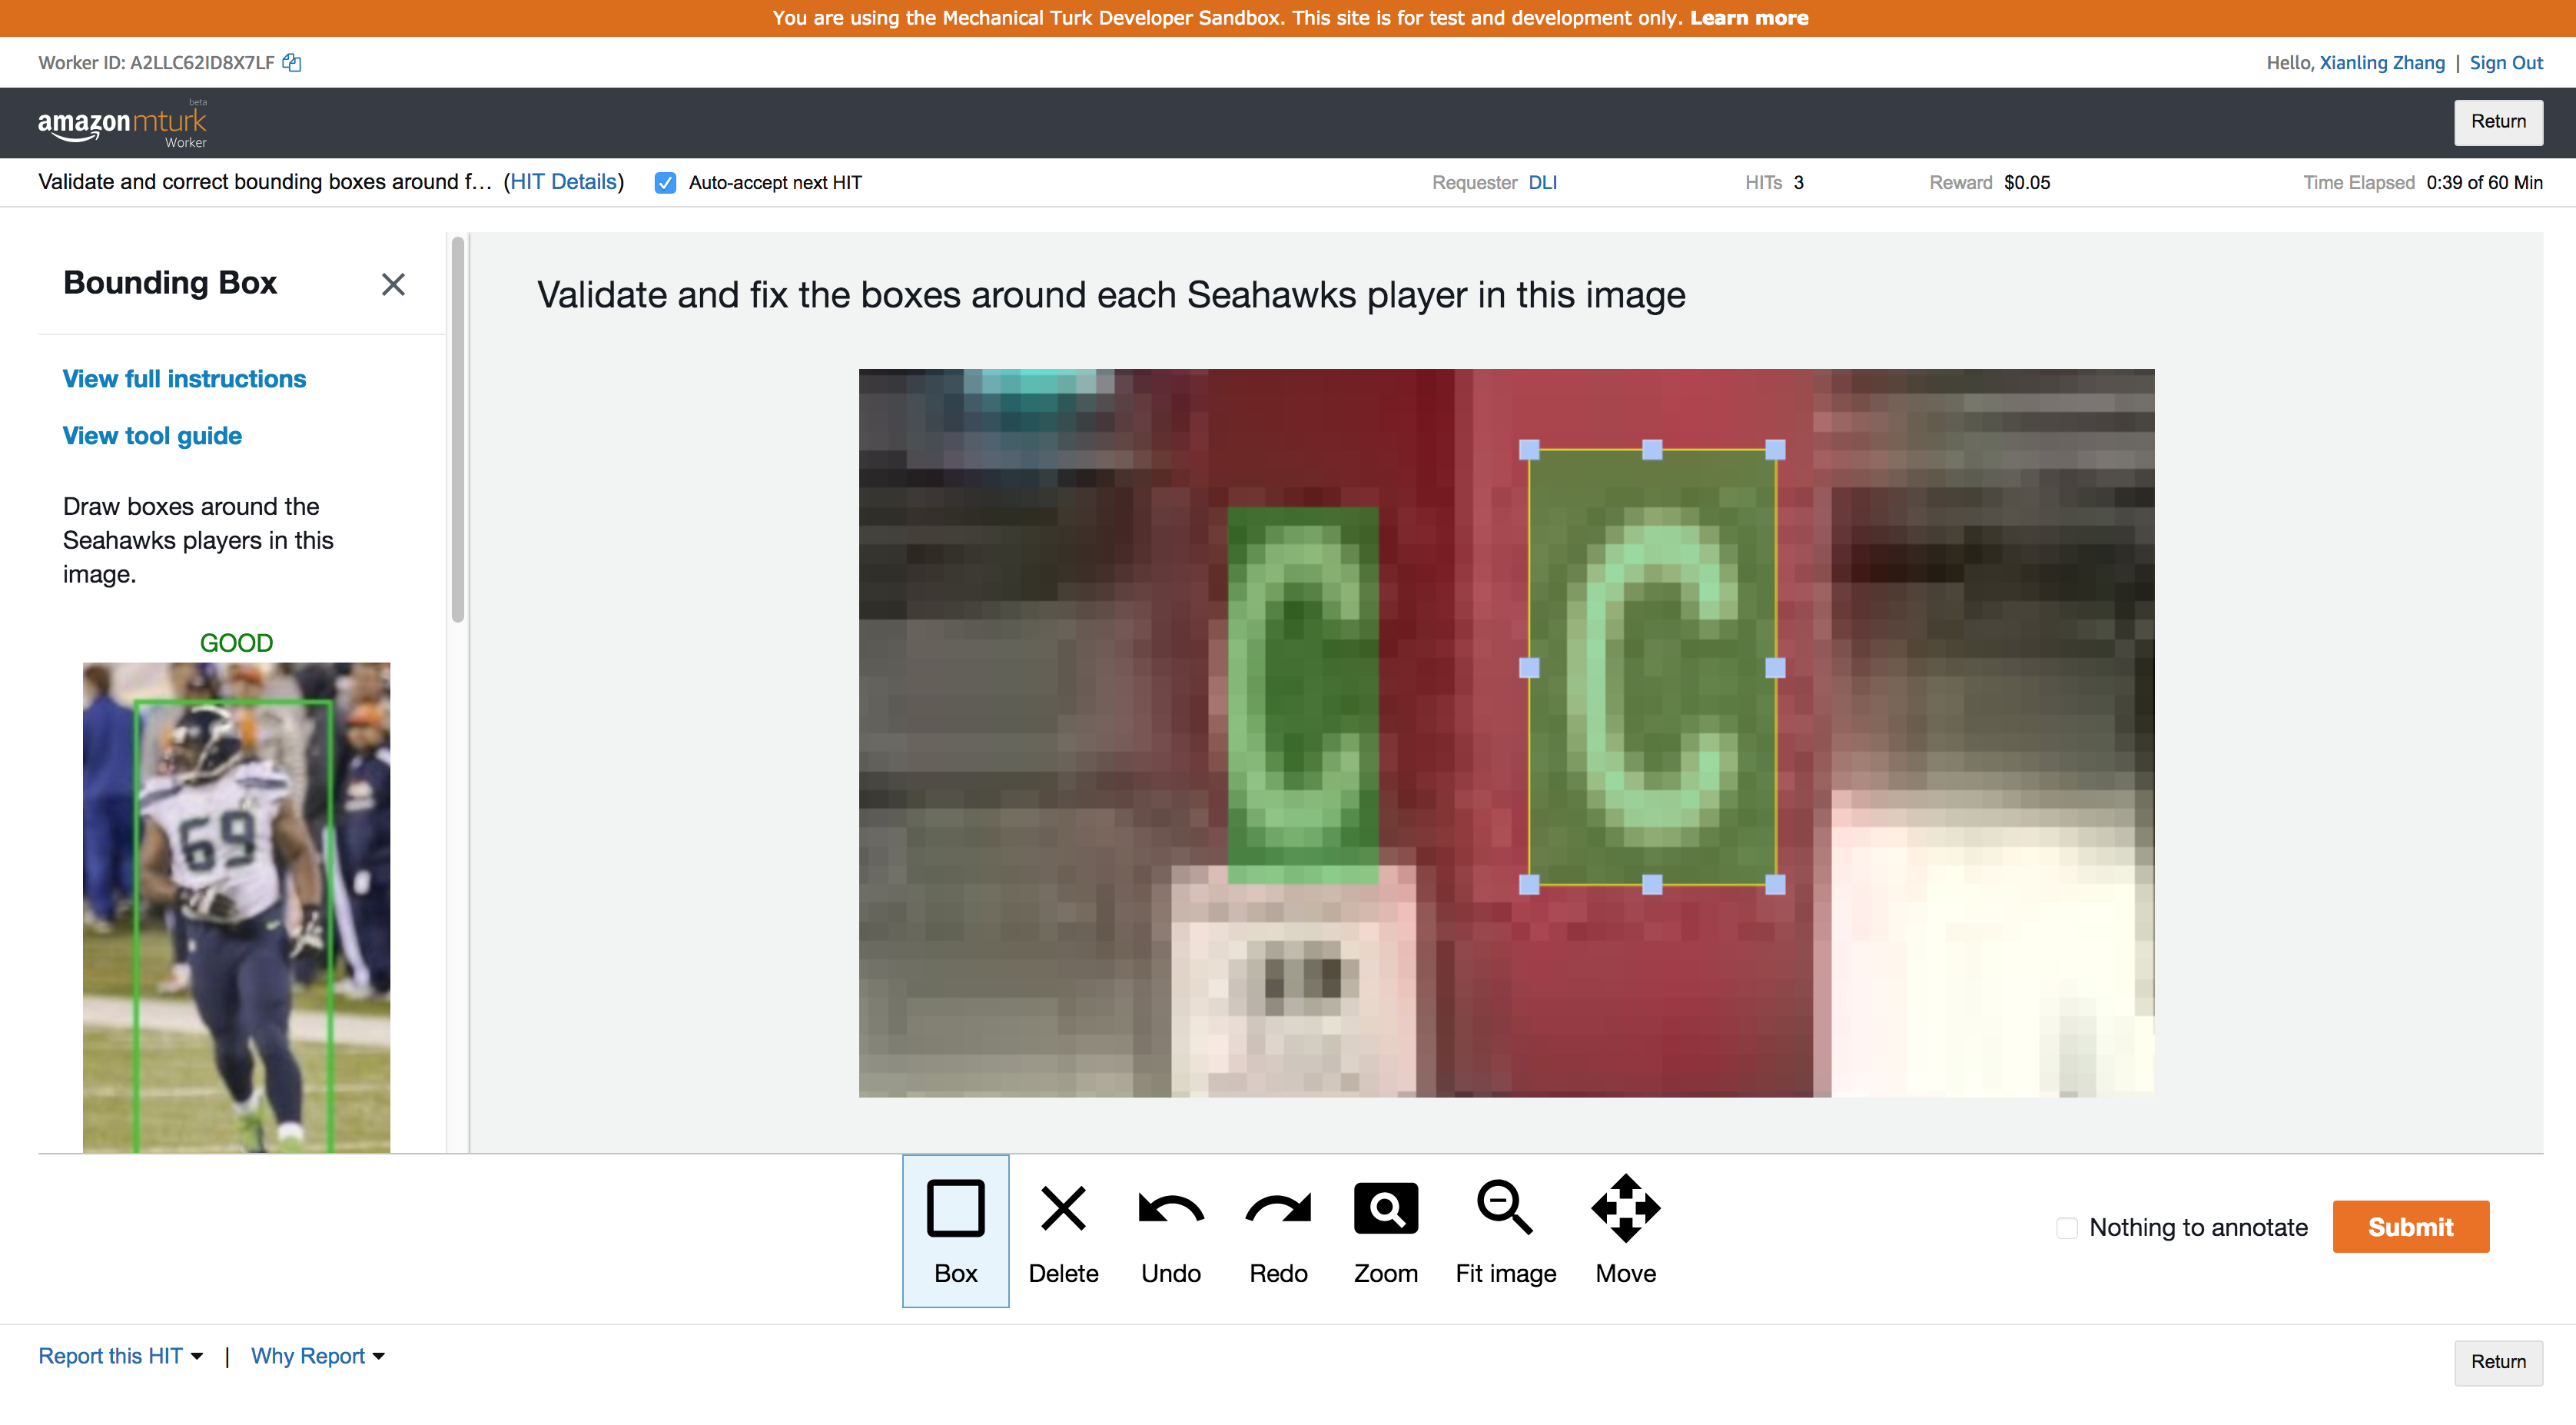 You are using the Mechanical Turk Developer Sandbox. This site is for test and development only. Learn more
Worker ID: A2LLC62ID8X7LF
Hello, Xianling Zhang | Sign Out
beta
amazonmturk
Worker
Return
Validate and correct bounding boxes around f... (HIT Details)
Auto-accept next HIT
Requester DLI
HITs 3
Reward $0.05
Time Elapsed 0:39 of 60 Min
Bounding Box
View full instructions
View tool guide
Draw boxes around the
Seahawks players in this
image.
GOOD
69
Validate and fix the boxes around each Seahawks player in this image
C C
Box
Delete
Undo
Redo
Zoom
Fit image
Move
Nothing to annotate
Submit
Report this HIT | Why Report
Return